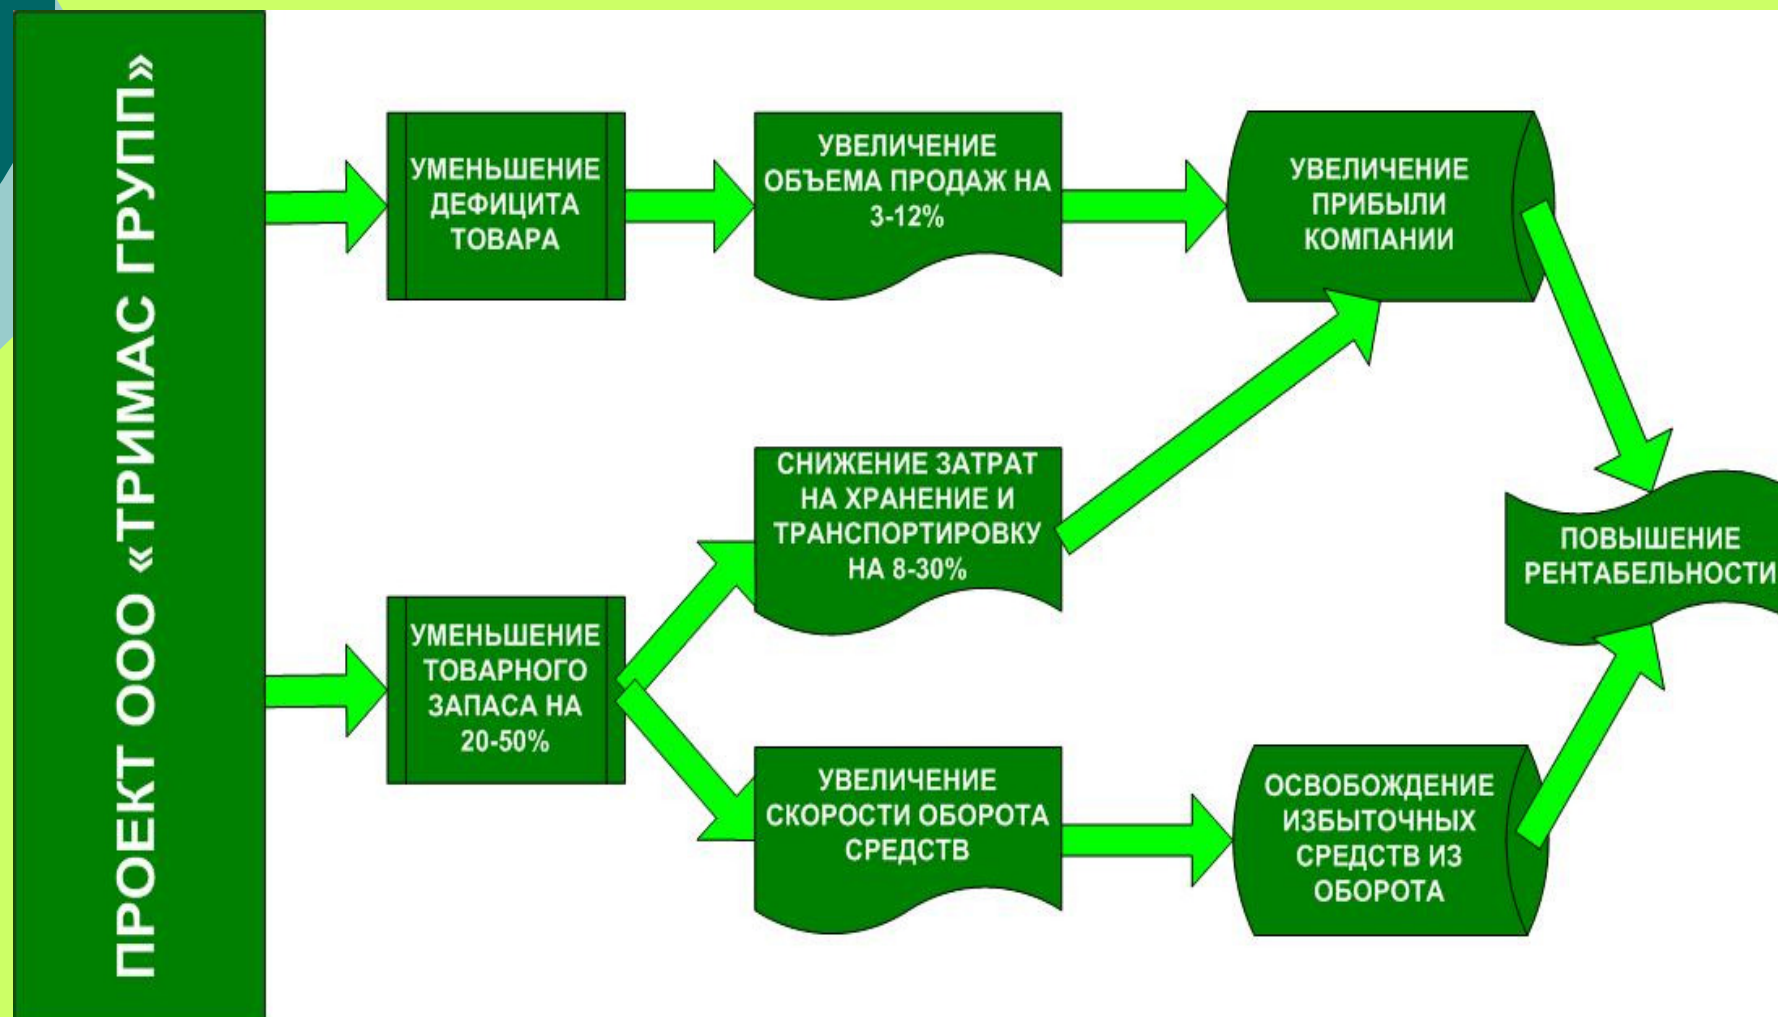 ПРОЕКТ ООО «ТРИМАС ГРУПП»
УМЕНЬШЕНИЕ
ДЕФИЦИТА
ТОВАРА
УВЕЛИЧЕНИЕ
ОБЪЕМА ПРОДАЖ НА
3-12%
УВЕЛИЧЕНИЕ
ПРИБЫЛИ
КОМПАНИИ
СНИЖЕНИЕ ЗАТРАТ
НА ХРАНЕНИЕ И
ТРАНСПОРТИРОВКУ
НА 8-30%
ПОВЫШЕНИЕ
РЕНТАБЕЛЬНОСТИ
УМЕНЬШЕНИЕ
ТОВАРНОГО
ЗАПАСА НА
20-50%
УВЕЛИЧЕНИЕ
СКОРОСТИ ОБОРОТА
СРЕДСТВ
ОСВОБОЖДЕНИЕ
ИЗБЫТОЧНЫХ
СРЕДСТВ ИЗ
ОБОРОТА